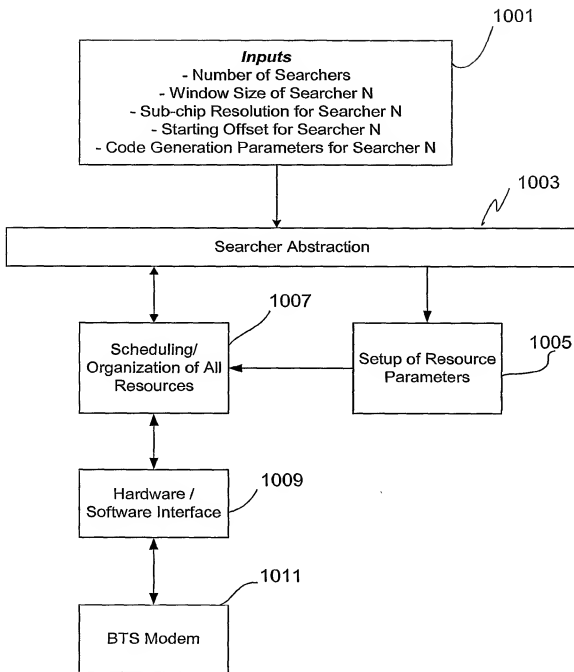 1001
Inputs
- Number of Searchers
- Window Size of Searcher N
- Sub-chip Resolution for Searcher N
- Starting Offset for Searcher N
- Code Generation Parameters for Searcher N
1003
Searcher Abstraction
1007
Scheduling/
Organization of All
Resources
Setup of Resource
Parameters
1005
Hardware /
Software Interface
1009
1011
BTS Modem